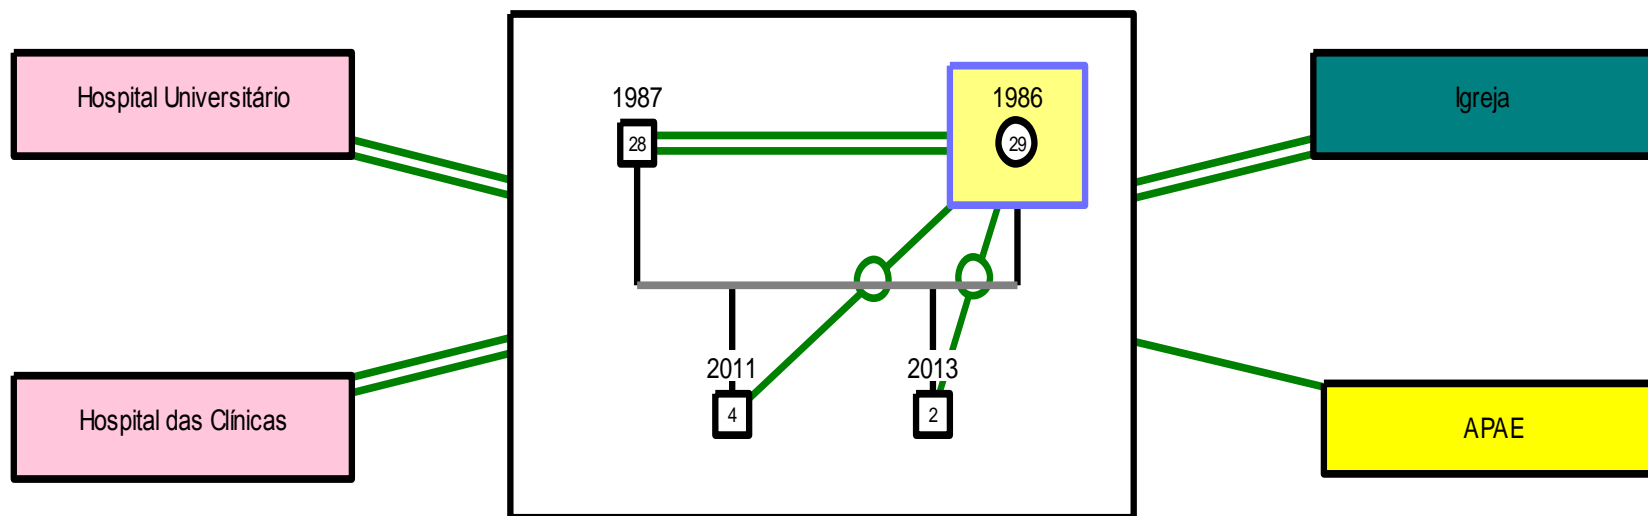 Hospital Universitário
1987
28
1986
29
Igreja
Hospital das Clínicas
2011
4
2013
2
APAE